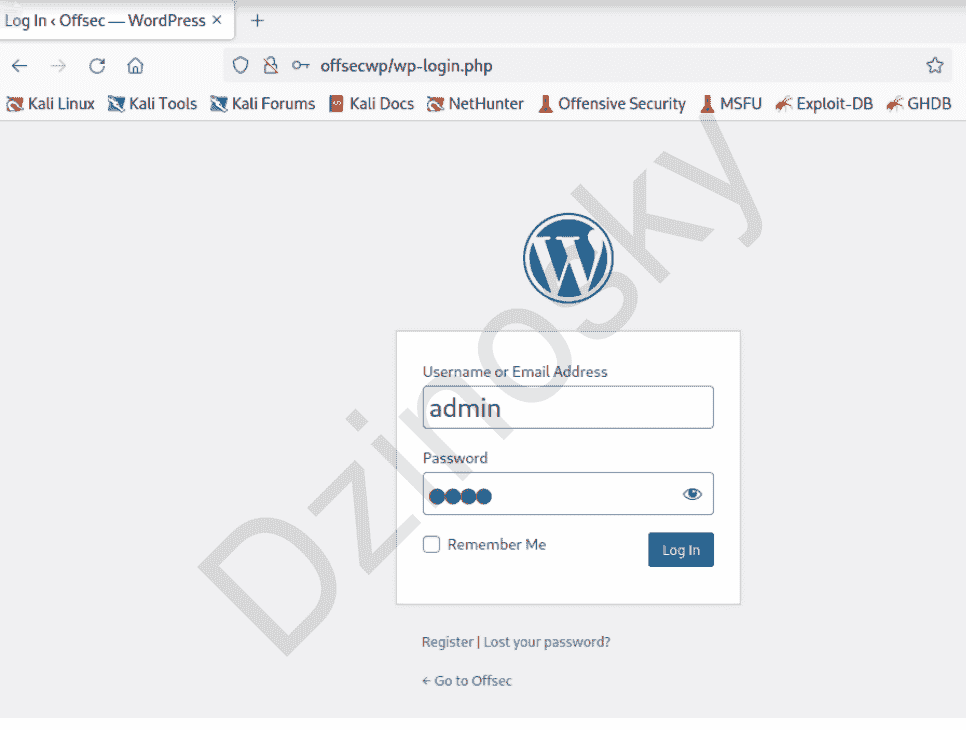 Log In ‹ Offsec — WordPress
offsecwp/wp-login.php
Kali Linux Kali Tools Kali Forums Kali Docs NetHunter Offensive Security MSFU Exploit-DB GHDB
Username or Email Address
admin
Password
Remember Me
Log In
Register | Lost your password?
← Go to Offsec
Dzinosky